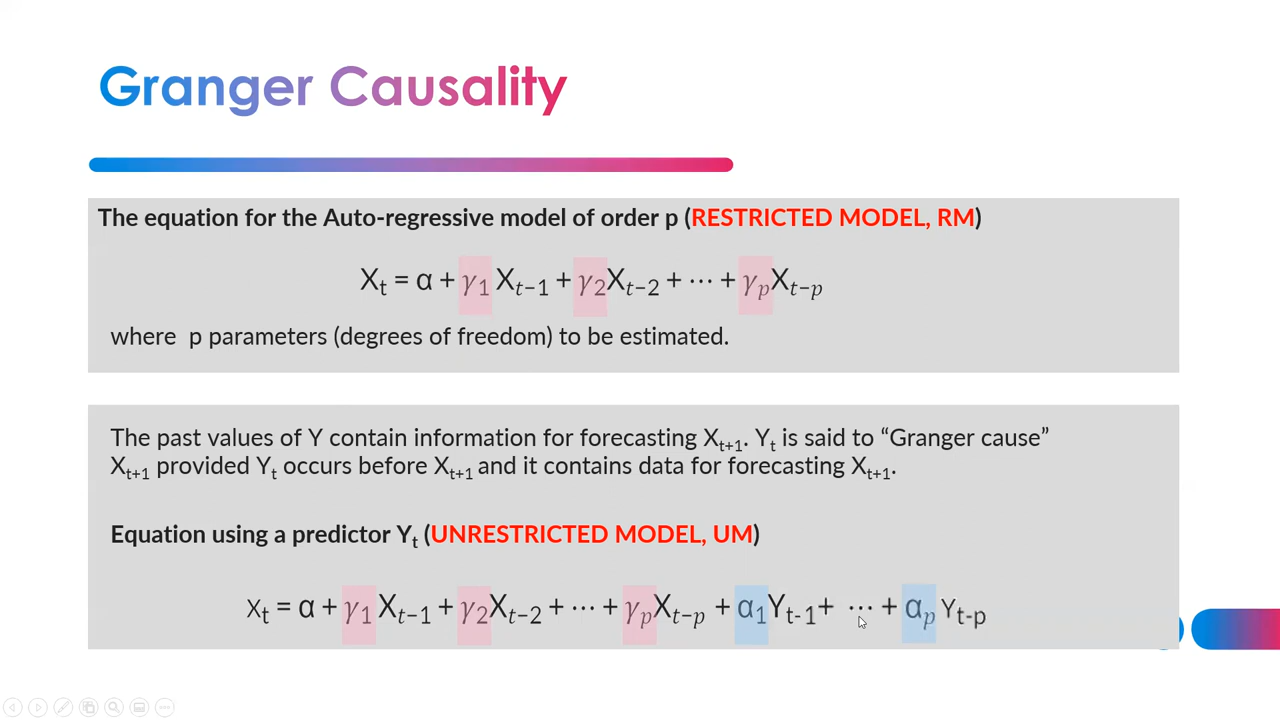 Granger Causality
The equation for the Auto-regressive model of order p (RESTRICTED MODEL, RM)
Xₜ = α + γ₁ Xₜ₋₁ + γ₂Xₜ₋₂ + ⋯ + γₚXₜ₋ₚ
where p parameters (degrees of freedom) to be estimated.
The past values of Y contain information for forecasting Xₜ₊₁. Yₜ is said to “Granger cause”
Xₜ₊₁ provided Yₜ occurs before Xₜ₊₁ and it contains data for forecasting Xₜ₊₁.
Equation using a predictor Yₜ (UNRESTRICTED MODEL, UM)
Xₜ = α + γ₁ Xₜ₋₁ + γ₂Xₜ₋₂ + ⋯ + γₚXₜ₋ₚ + α₁Yₜ₋₁+ ⋯ + αₚ Yₜ₋ₚ